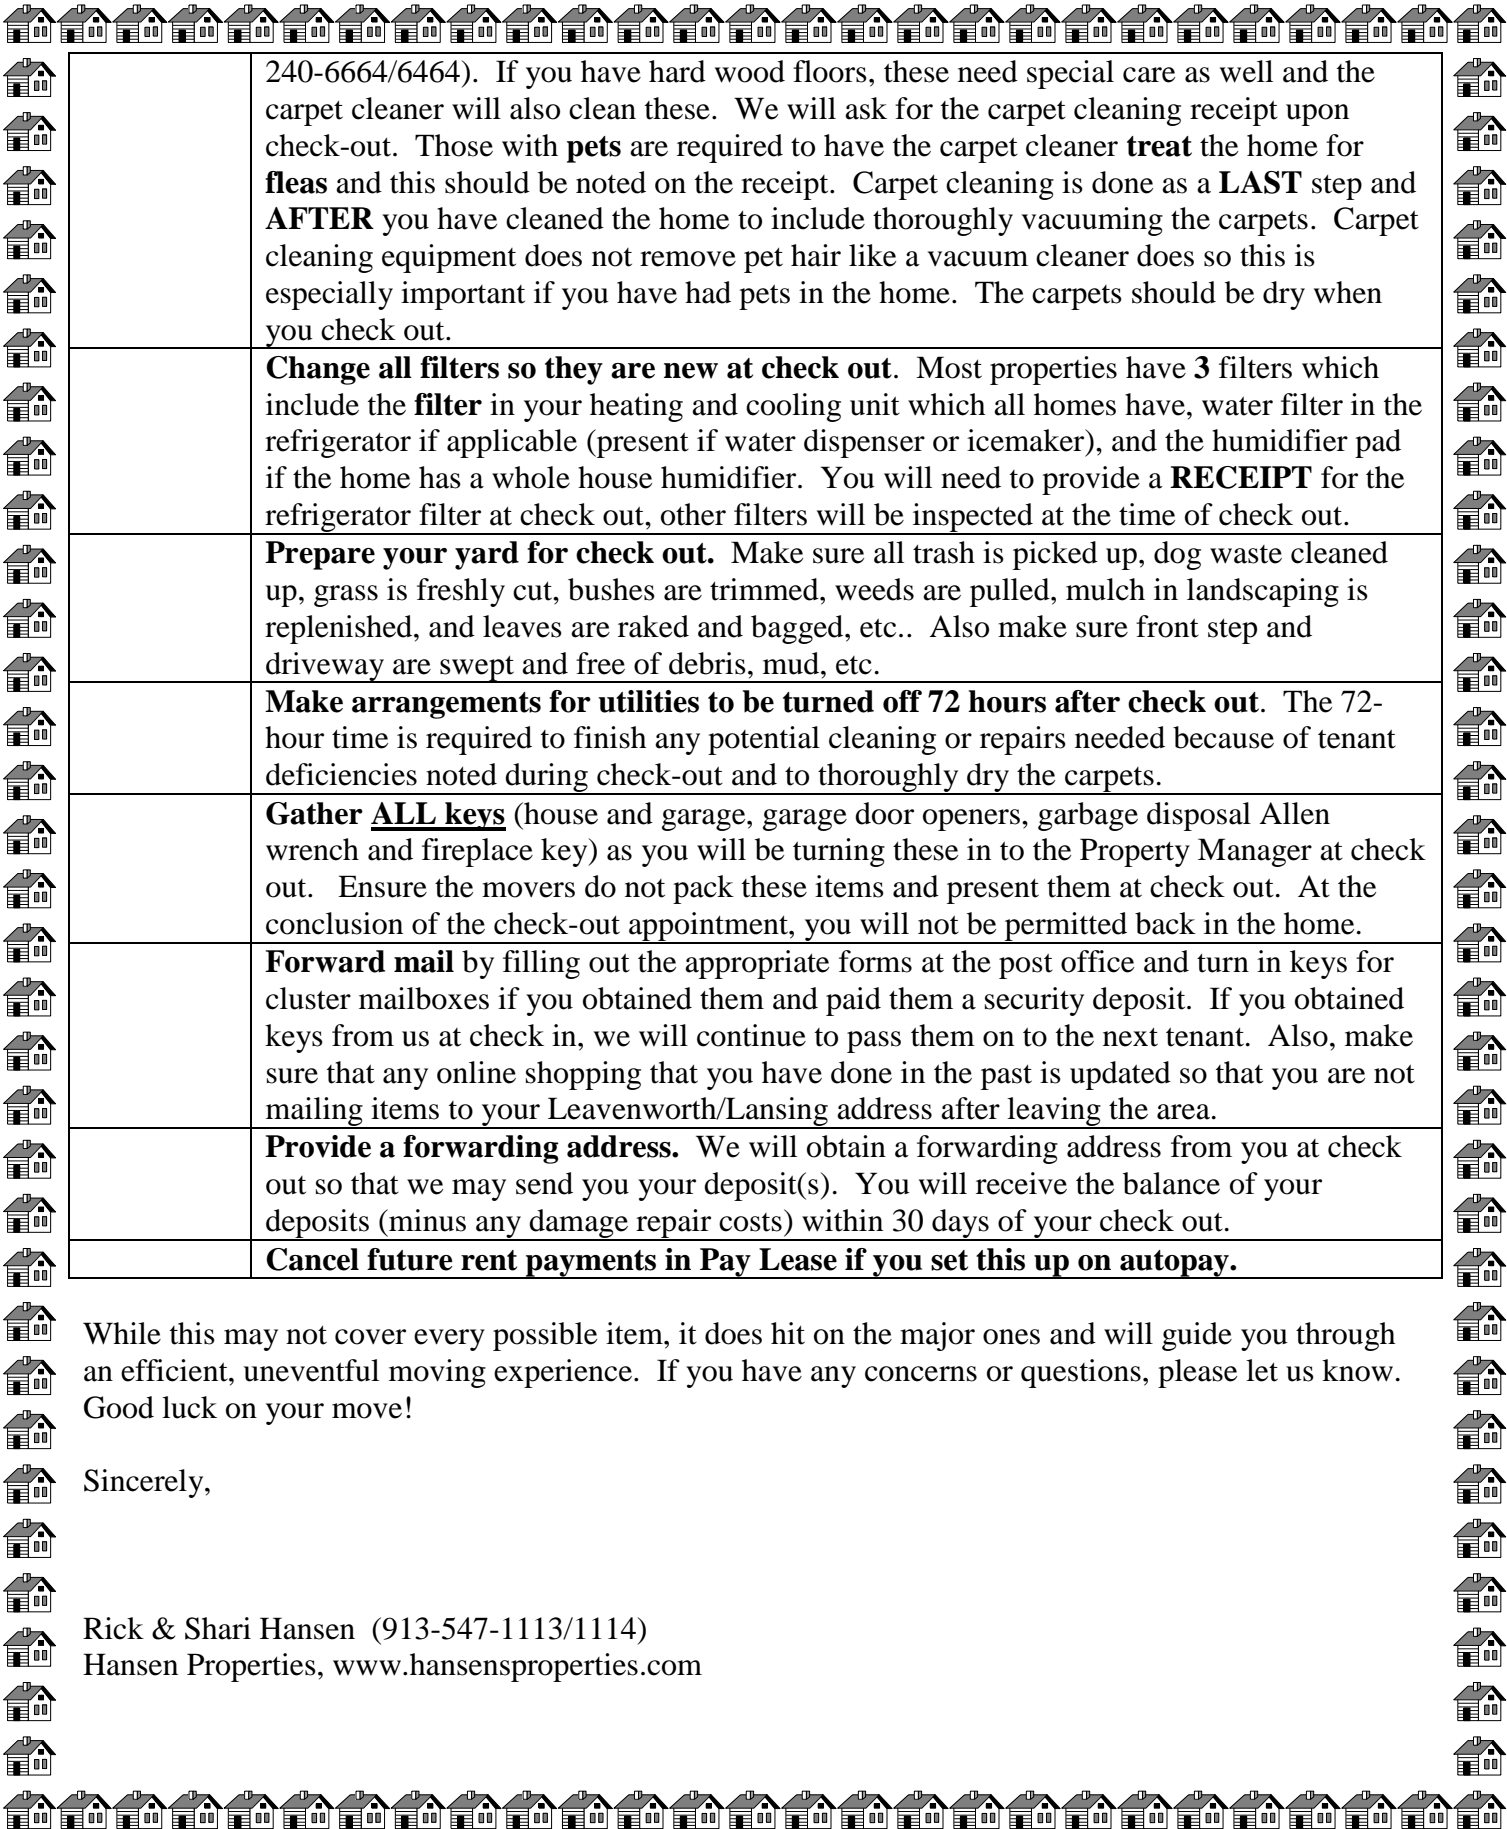 240-6664/6464).  If you have hard wood floors, these need special care as well and the
carpet cleaner will also clean these.  We will ask for the carpet cleaning receipt upon
check-out.  Those with pets are required to have the carpet cleaner treat the home for
fleas and this should be noted on the receipt.  Carpet cleaning is done as a LAST step and
AFTER you have cleaned the home to include thoroughly vacuuming the carpets.  Carpet
cleaning equipment does not remove pet hair like a vacuum cleaner does so this is
especially important if you have had pets in the home.  The carpets should be dry when
you check out.
Change all filters so they are new at check out.  Most properties have 3 filters which
include the filter in your heating and cooling unit which all homes have, water filter in the
refrigerator if applicable (present if water dispenser or icemaker), and the humidifier pad
if the home has a whole house humidifier.  You will need to provide a RECEIPT for the
refrigerator filter at check out, other filters will be inspected at the time of check out.
Prepare your yard for check out.  Make sure all trash is picked up, dog waste cleaned
up, grass is freshly cut, bushes are trimmed, weeds are pulled, mulch in landscaping is
replenished, and leaves are raked and bagged, etc..  Also make sure front step and
driveway are swept and free of debris, mud, etc.
Make arrangements for utilities to be turned off 72 hours after check out.  The 72-
hour time is required to finish any potential cleaning or repairs needed because of tenant
deficiencies noted during check-out and to thoroughly dry the carpets.
Gather ALL keys (house and garage, garage door openers, garbage disposal Allen
wrench and fireplace key) as you will be turning these in to the Property Manager at check
out.   Ensure the movers do not pack these items and present them at check out.  At the
conclusion of the check-out appointment, you will not be permitted back in the home.
Forward mail by filling out the appropriate forms at the post office and turn in keys for
cluster mailboxes if you obtained them and paid them a security deposit.  If you obtained
keys from us at check in, we will continue to pass them on to the next tenant.  Also, make
sure that any online shopping that you have done in the past is updated so that you are not
mailing items to your Leavenworth/Lansing address after leaving the area.
Provide a forwarding address.  We will obtain a forwarding address from you at check
out so that we may send you your deposit(s).  You will receive the balance of your
deposits (minus any damage repair costs) within 30 days of your check out.
Cancel future rent payments in Pay Lease if you set this up on autopay.
While this may not cover every possible item, it does hit on the major ones and will guide you through
an efficient, uneventful moving experience.  If you have any concerns or questions, please let us know.
Good luck on your move!
Sincerely,
Rick & Shari Hansen  (913-547-1113/1114)
Hansen Properties, www.hansensproperties.com